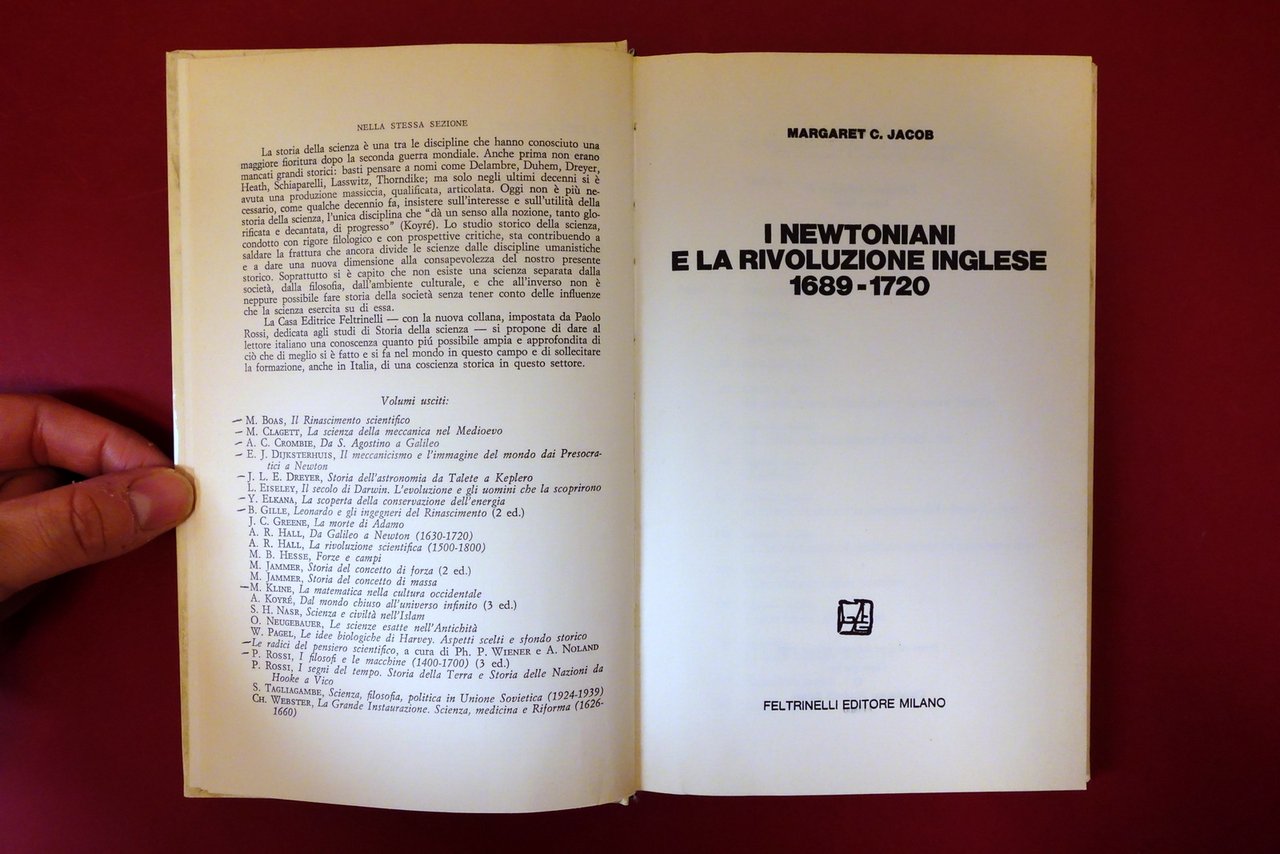 NELLA STESSA SEZIONE
La storia della scienza è una tra le discipline che hanno conosciuto una
maggiore fioritura dopo la seconda guerra mondiale. Anche prima non erano
mancati grandi storici: basti pensare a nomi come Delambre, Duhem, Dreyer,
Heath, Schiaparelli, Lasswitz, Thorndike; ma solo negli ultimi decenni si è
avuta una produzione massiccia, qualificata, articolata. Oggi non è più ne-
cessario, come qualche decennio fa, insistere sull'interesse e sull'utilità della
storia della scienza, l'unica disciplina che "dà un senso alla nozione, tanto glo-
rificata e decantata, di progresso" (Koyré). Lo studio storico della scienza,
condotto con rigore filologico e con prospettive critiche, sta contribuendo a
saldare la frattura che ancora divide le scienze dalle discipline umanistiche
e a dare una nuova dimensione alla consapevolezza del nostro presente
storico. Soprattutto si è capito che non esiste una scienza separata dalla
società, dalla filosofia, dall'ambiente culturale, e che all'inverso non è
neppure possibile fare storia della società senza tener conto delle influenze
che la scienza esercita su di essa.
La Casa Editrice Feltrinelli — con la nuova collana, impostata da Paolo
Rossi, dedicata agli studi di Storia della scienza — si propone di dare al
lettore italiano una conoscenza quanto piú possibile ampia e approfondita di
ciò che di meglio si è fatto e si fa nel mondo in questo campo e di sollecitare
la formazione, anche in Italia, di una coscienza storica in questo settore.
Volumi usciti:
M. BOAS, Il Rinascimento scientifico
M. CLAGETT, La scienza della meccanica nel Medioevo
A. C. CROMBIE, Da S. Agostino a Galileo
E. J. DIJKSTERHUIS, Il meccanicismo e l'immagine del mondo dai Presocra-
tici a Newton
J. L. E. DREYER, Storia dell'astronomia da Talete a Keplero
L. EISELEY, Il secolo di Darwin. L'evoluzione e gli uomini che la scoprirono
Y. ELKANA, La scoperta della conservazione dell'energia
B. GILLE, Leonardo e gli ingegneri del Rinascimento (2 ed.)
J. C. GREENE, La morte di Adamo
A. R. HALL, Da Galileo a Newton (1630-1720)
A. R. HALL, La rivoluzione scientifica (1500-1800)
M. B. HESSE, Forze e campi
M. JAMMER, Storia del concetto di forza (2 ed.)
M. JAMMER, Storia del concetto di massa
M. KLINE, La matematica nella cultura occidentale
A. KOYRÉ, Dal mondo chiuso all'universo infinito (3 ed.)
S. H. NASR, Scienza e civiltà nell'Islam
O. NEUGEBAUER, Le scienze esatte nell'Antichità
W. PAGEL, Le idee biologiche di Harvey. Aspetti scelti e sfondo storico
Le radici del pensiero scientifico, a cura di Ph. P. WIENER e A. NOLAND
P. ROSSI, I filosofi e le macchine (1400-1700) (3 ed.)
P. ROSSI, I segni del tempo. Storia della Terra e Storia delle Nazioni da
Hooke a Vico
S. TAGLIAGAMBE, Scienza, filosofia, politica in Unione Sovietica (1924-1939)
CH. WEBSTER, La Grande Instaurazione. Scienza, medicina e Riforma (1626-
1660)
MARGARET C. JACOB
I NEWTONIANI
E LA RIVOLUZIONE INGLESE
1689-1720
FELTRINELLI EDITORE MILANO